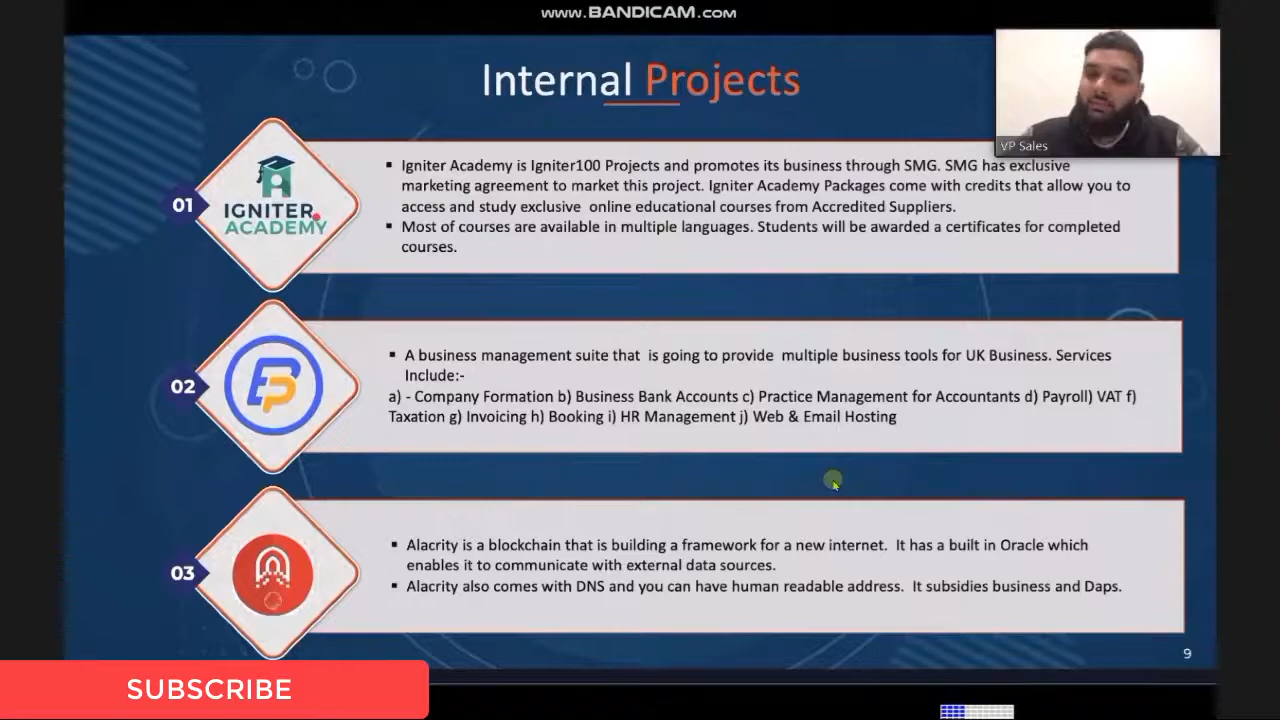 www.BANDICAM.com
Internal Projects
VP Sales
01
IGNITER
ACADEMY
▪ Igniter Academy is Igniter100 Projects and promotes its business through SMG. SMG has exclusive
marketing agreement to market this project. Igniter Academy Packages come with credits that allow you to
access and study exclusive online educational courses from Accredited Suppliers.
▪ Most of courses are available in multiple languages. Students will be awarded a certificates for completed
courses.
02
▪ A business management suite that is going to provide multiple business tools for UK Business. Services
Include:-
a) - Company Formation b) Business Bank Accounts c) Practice Management for Accountants d) Payroll) VAT f)
Taxation g) Invoicing h) Booking i) HR Management j) Web & Email Hosting
03
▪ Alacrity is a blockchain that is building a framework for a new internet. It has a built in Oracle which
enables it to communicate with external data sources.
▪ Alacrity also comes with DNS and you can have human readable address. It subsidies business and Daps.
9
SUBSCRIBE